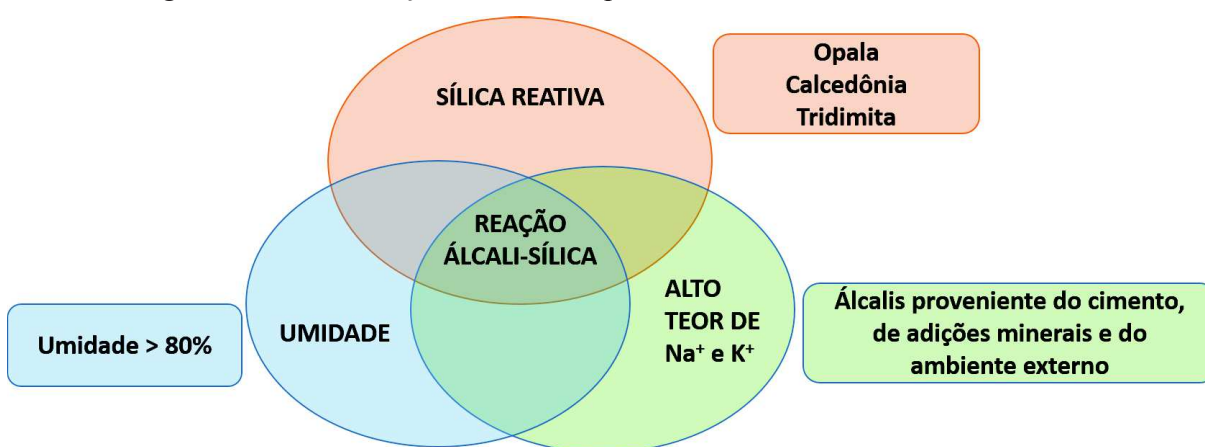 SÍLICA REATIVA
Opala
Calcedônia
Tridimita
REAÇÃO
ÁLCALI-SÍLICA
UMIDADE
ALTO
TEOR DE
Na⁺ e K⁺
Umidade > 80%
Álcalis proveniente do cimento,
de adições minerais e do
ambiente externo